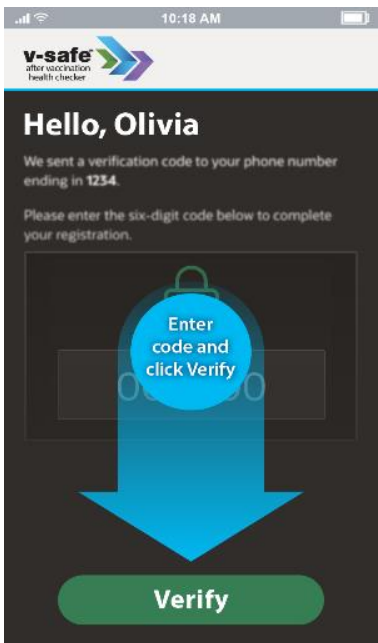 10:18 AM
v-safe
after vaccination
health checker
Hello, Olivia
We sent a verification code to your phone number
ending in 1234.
Please enter the six-digit code below to complete
your registration.
Enter
code and
click Verify
Verify